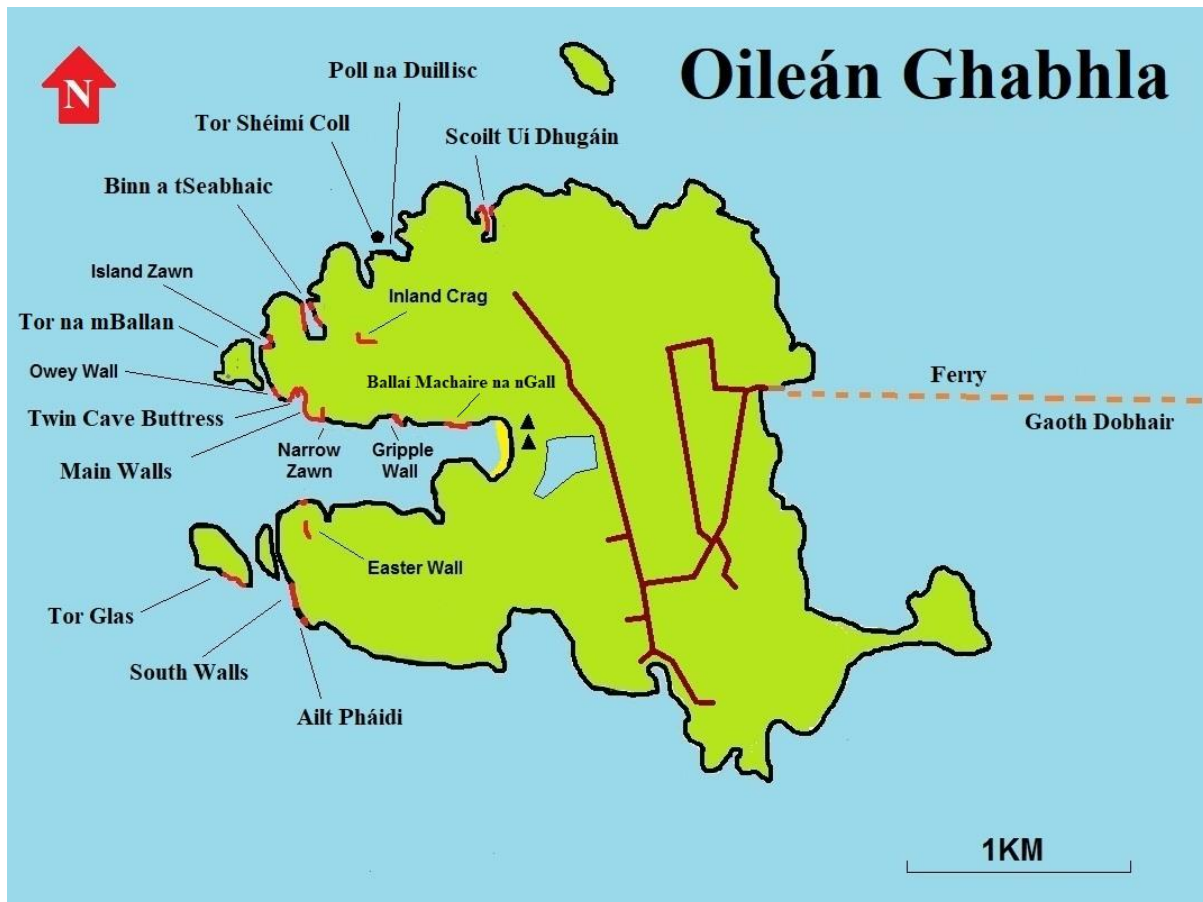 Oileán Ghabhla
N
Poll na Duillisc
Tor Shéimí Coll
Scoilt Uí Dhugáin
Binn a tSeabhaic
Island Zawn
Inland Crag
Tor na mBallan
Owey Wall
Ballaí Machaire na nGall
Ferry
Twin Cave Buttress
Gaoth Dobhair
Main Walls
Narrow
Zawn
Gripple
Wall
Easter Wall
Tor Glas
South Walls
Ailt Pháidi
1KM